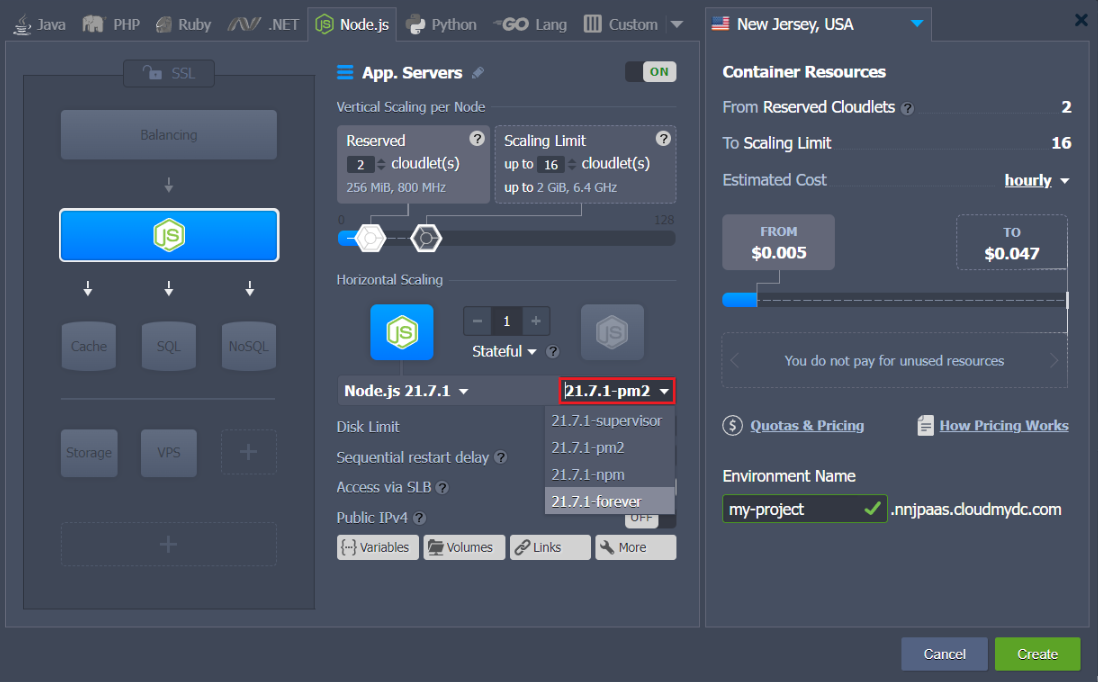 Java PHP Ruby .NET Node.js Python Lang Custom
SSL
Balancing
Cache SQL NoSQL
Storage VPS
App. Servers ON
Vertical Scaling per Node
Reserved ?
2 cloudlet(s)
256 MiB, 800 MHz
Scaling Limit ?
up to 16 cloudlet(s)
up to 2 GiB, 6.4 GHz
0 128
Horizontal Scaling
JS
1
Stateful ?
Node.js 21.7.1 21.7.1-pm2
21.7.1-supervisor
21.7.1-pm2
21.7.1-npm
21.7.1-forever
Disk Limit
Sequential restart delay ?
Access via SLB ?
Public IPv4 ? OFF
Variables Volumes Links More
New Jersey, USA
Container Resources
From Reserved Cloudlets ? 2
To Scaling Limit 16
Estimated Cost hourly
FROM
$0.005
TO
$0.047
You do not pay for unused resources
$ Quotas & Pricing How Pricing Works
Environment Name
my-project .nnjpaas.cloudmydc.com
Cancel Create